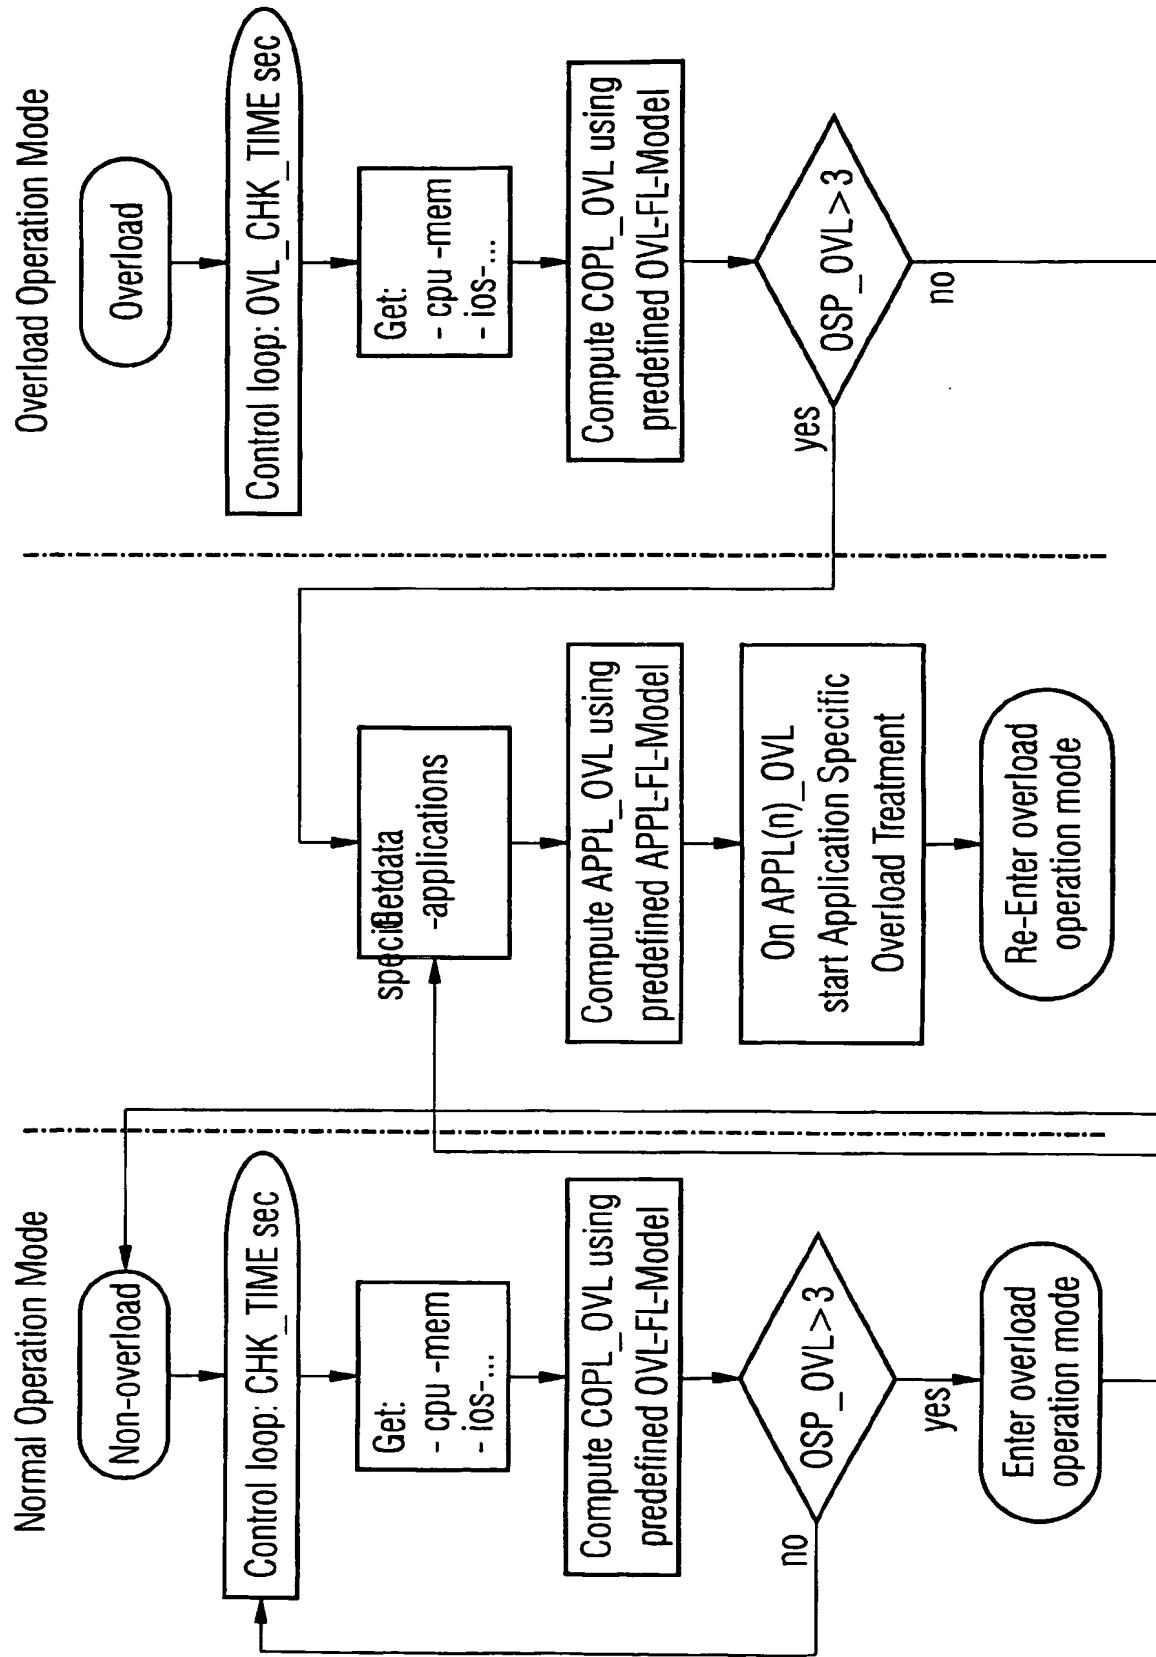 Normal Operation Mode
Non-overload
Control loop: CHK_TIME sec
Get:
- cpu -mem
- ios-...
Compute COPL_OVL using
predefined OVL-FL-Model
OSP_OVL>3
no
yes
Enter overload
operation mode
Getdata
-applications
Compute APPL_OVL using
predefined APPL-FL-Model
On APPL(n)_OVL
start Application Specific
Overload Treatment
Re-Enter overload
operation mode
Overload Operation Mode
Overload
Control loop: OVL_CHK_TIME sec
Get:
- cpu -mem
- ios-...
Compute COPL_OVL using
predefined OVL-FL-Model
OSP_OVL>3
yes
no